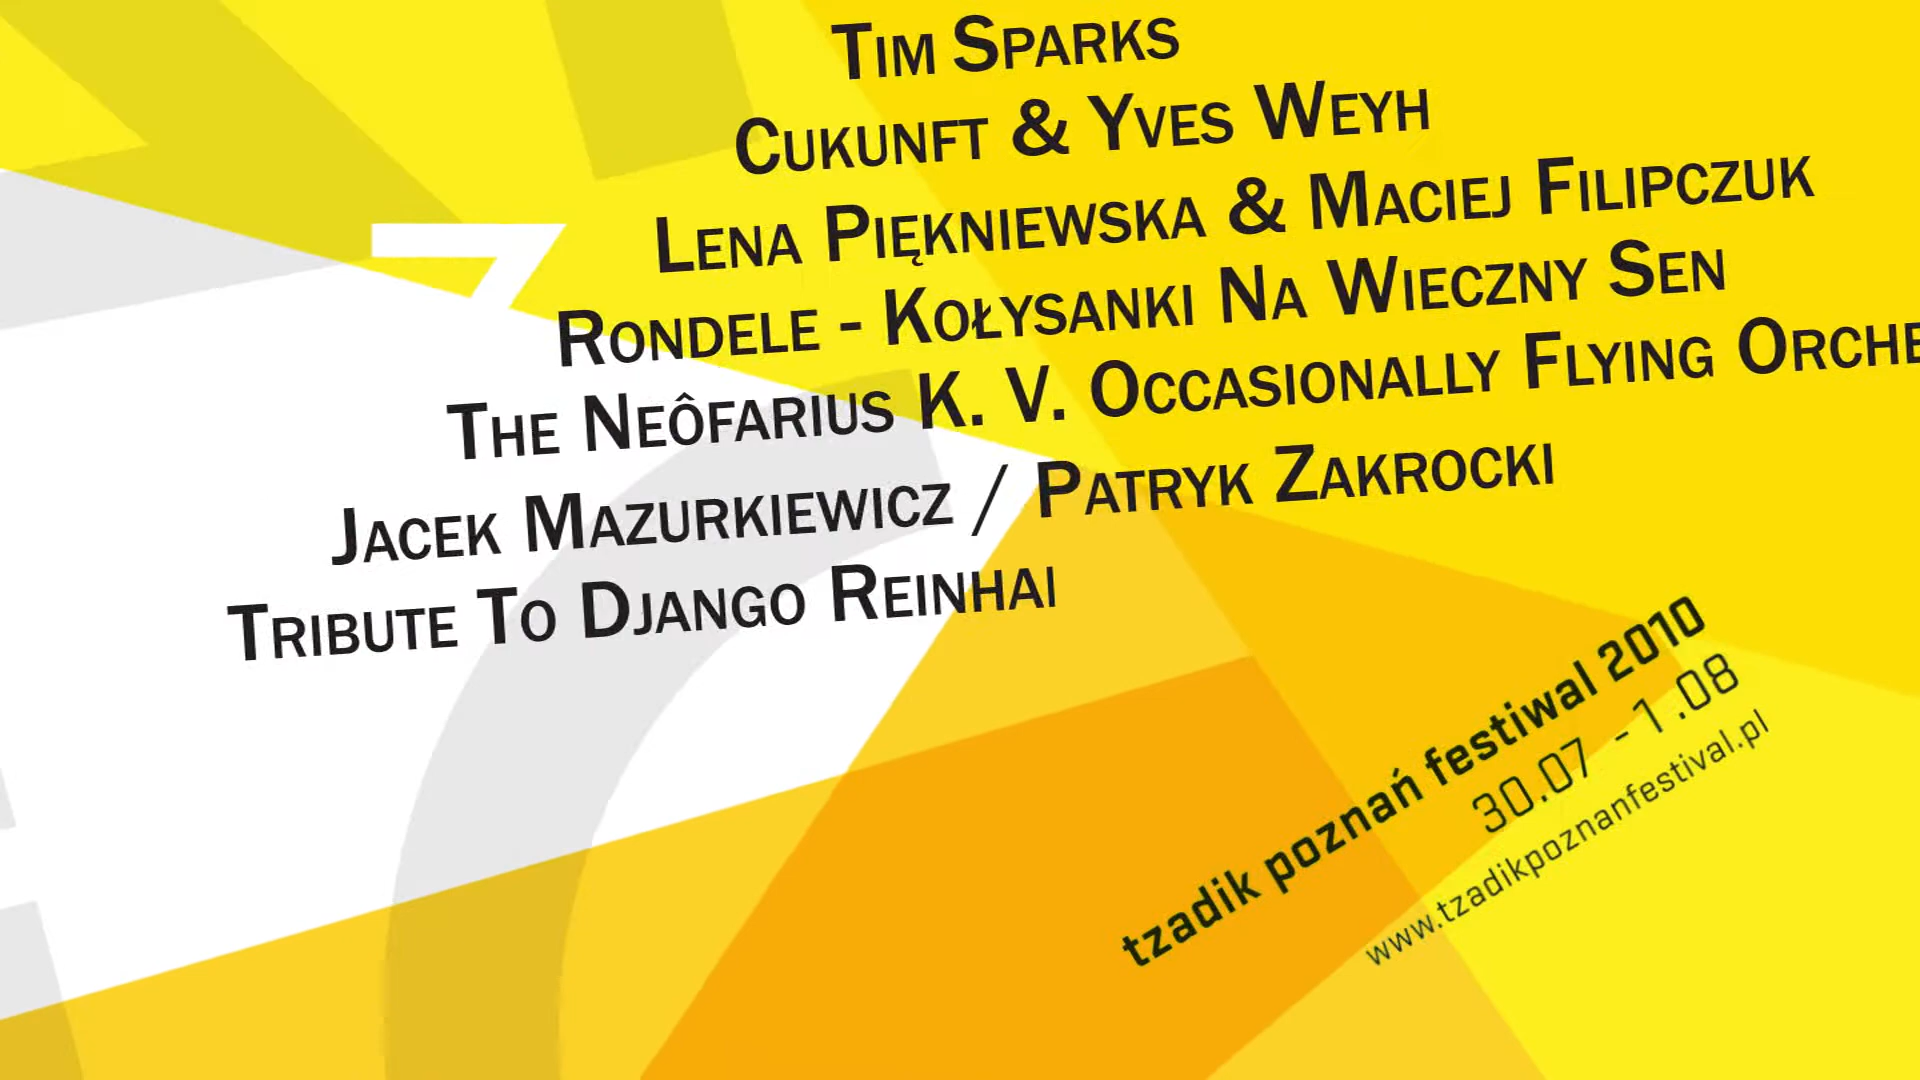 Tim Sparks
Cukunft & Yves Weyh
Lena Piękniewska & Maciej Filipczuk
Rondele - Kołysanki Na Wieczny Sen
The Neôfarius K. V. Occasionally Flying Orche
Jacek Mazurkiewicz / Patryk Zakrocki
Tribute To Django Reinha
tzadik poznań festiwal 2010
30.07 - 1.08
www.tzadikpoznanfestival.pl